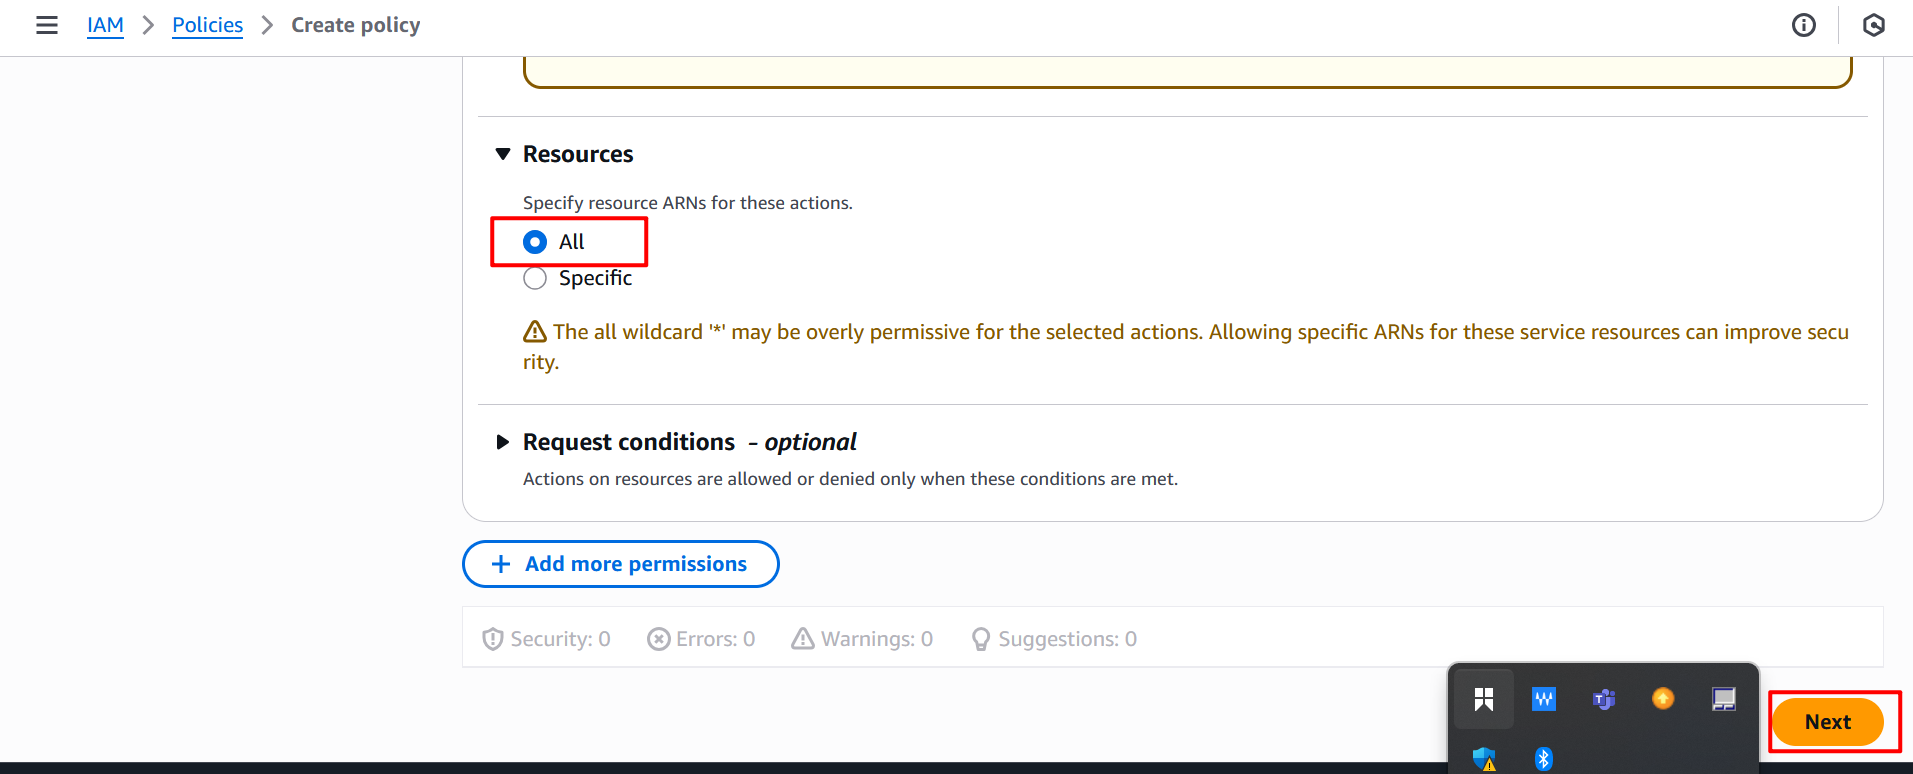 IAM > Policies > Create policy
Resources
Specify resource ARNs for these actions.
All
Specific
The all wildcard '*' may be overly permissive for the selected actions. Allowing specific ARNs for these service resources can improve secu
rity.
Request conditions - optional
Actions on resources are allowed or denied only when these conditions are met.
+ Add more permissions
Security: 0 Errors: 0 Warnings: 0 Suggestions: 0
Next